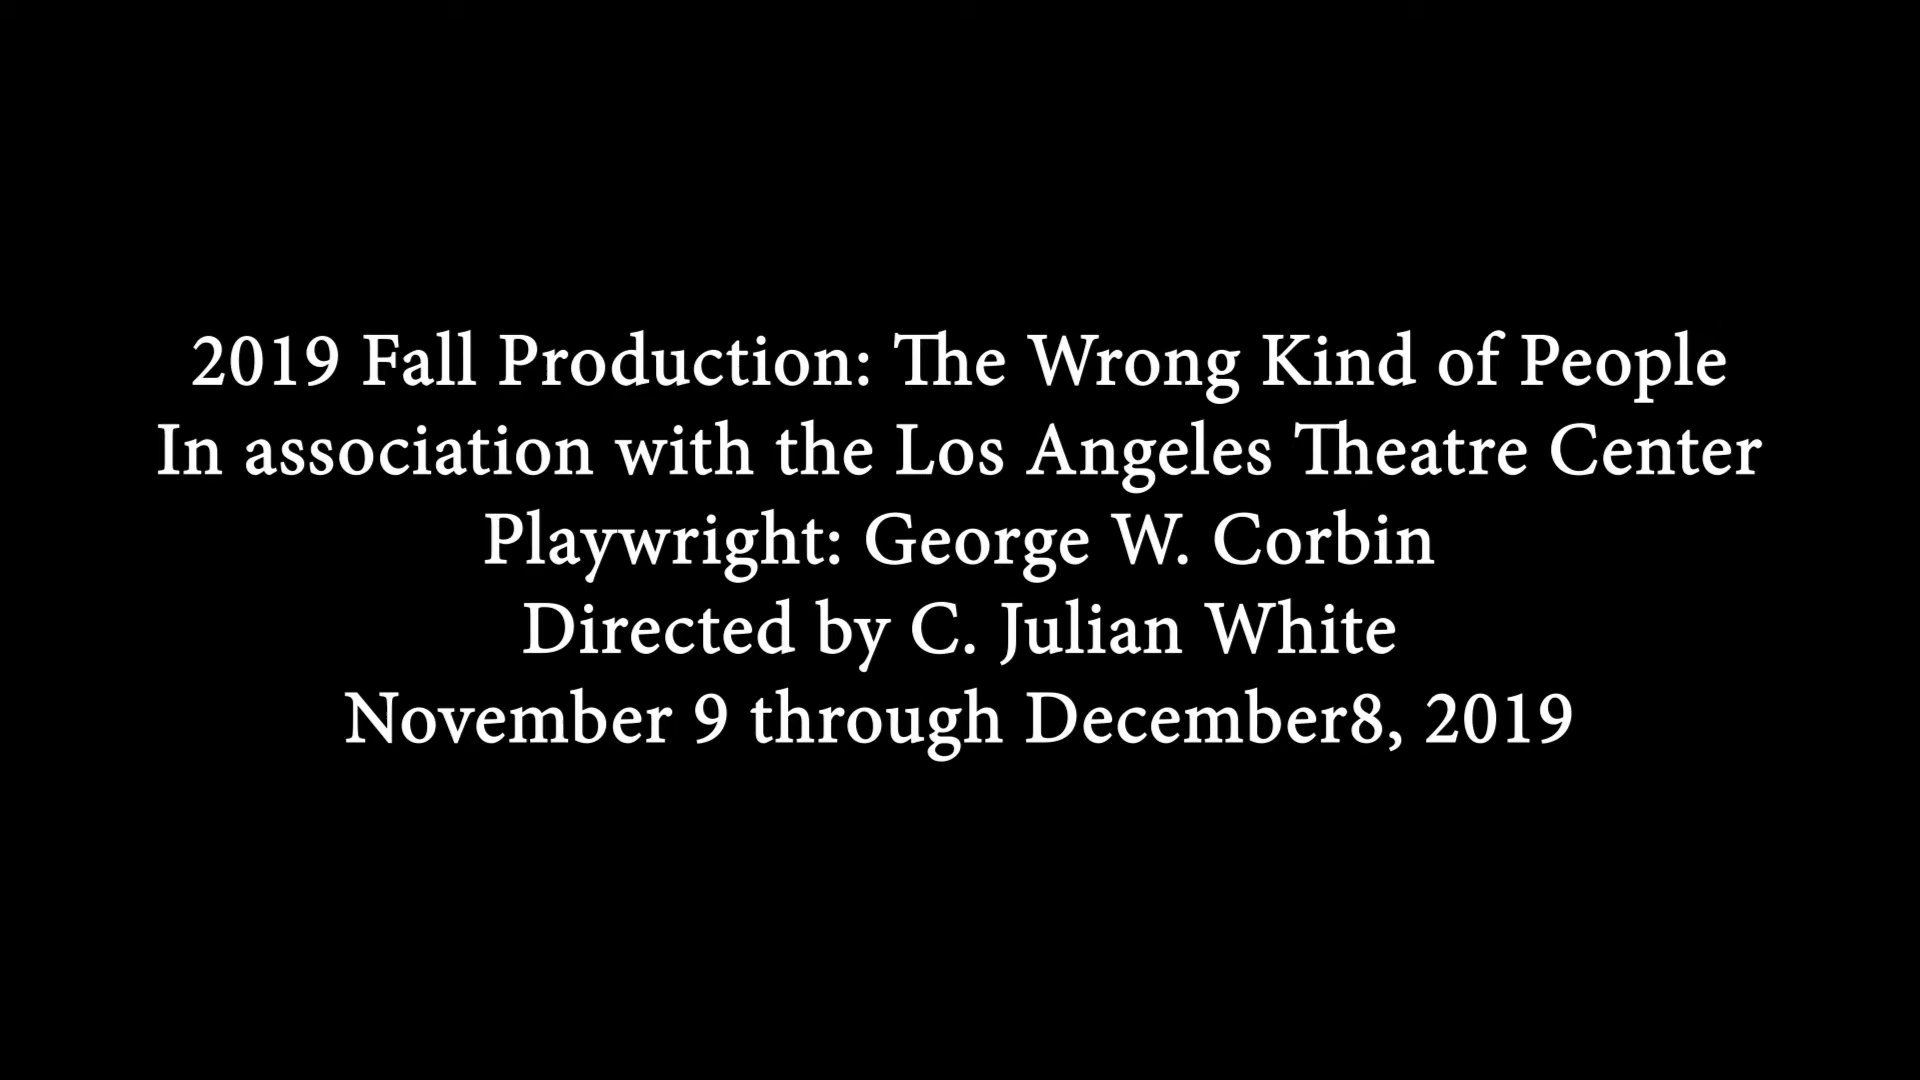 2019 Fall Production: The Wrong Kind of People
In association with the Los Angeles Theatre Center
Playwright: George W. Corbin
Directed by C. Julian White
November 9 through December8, 2019